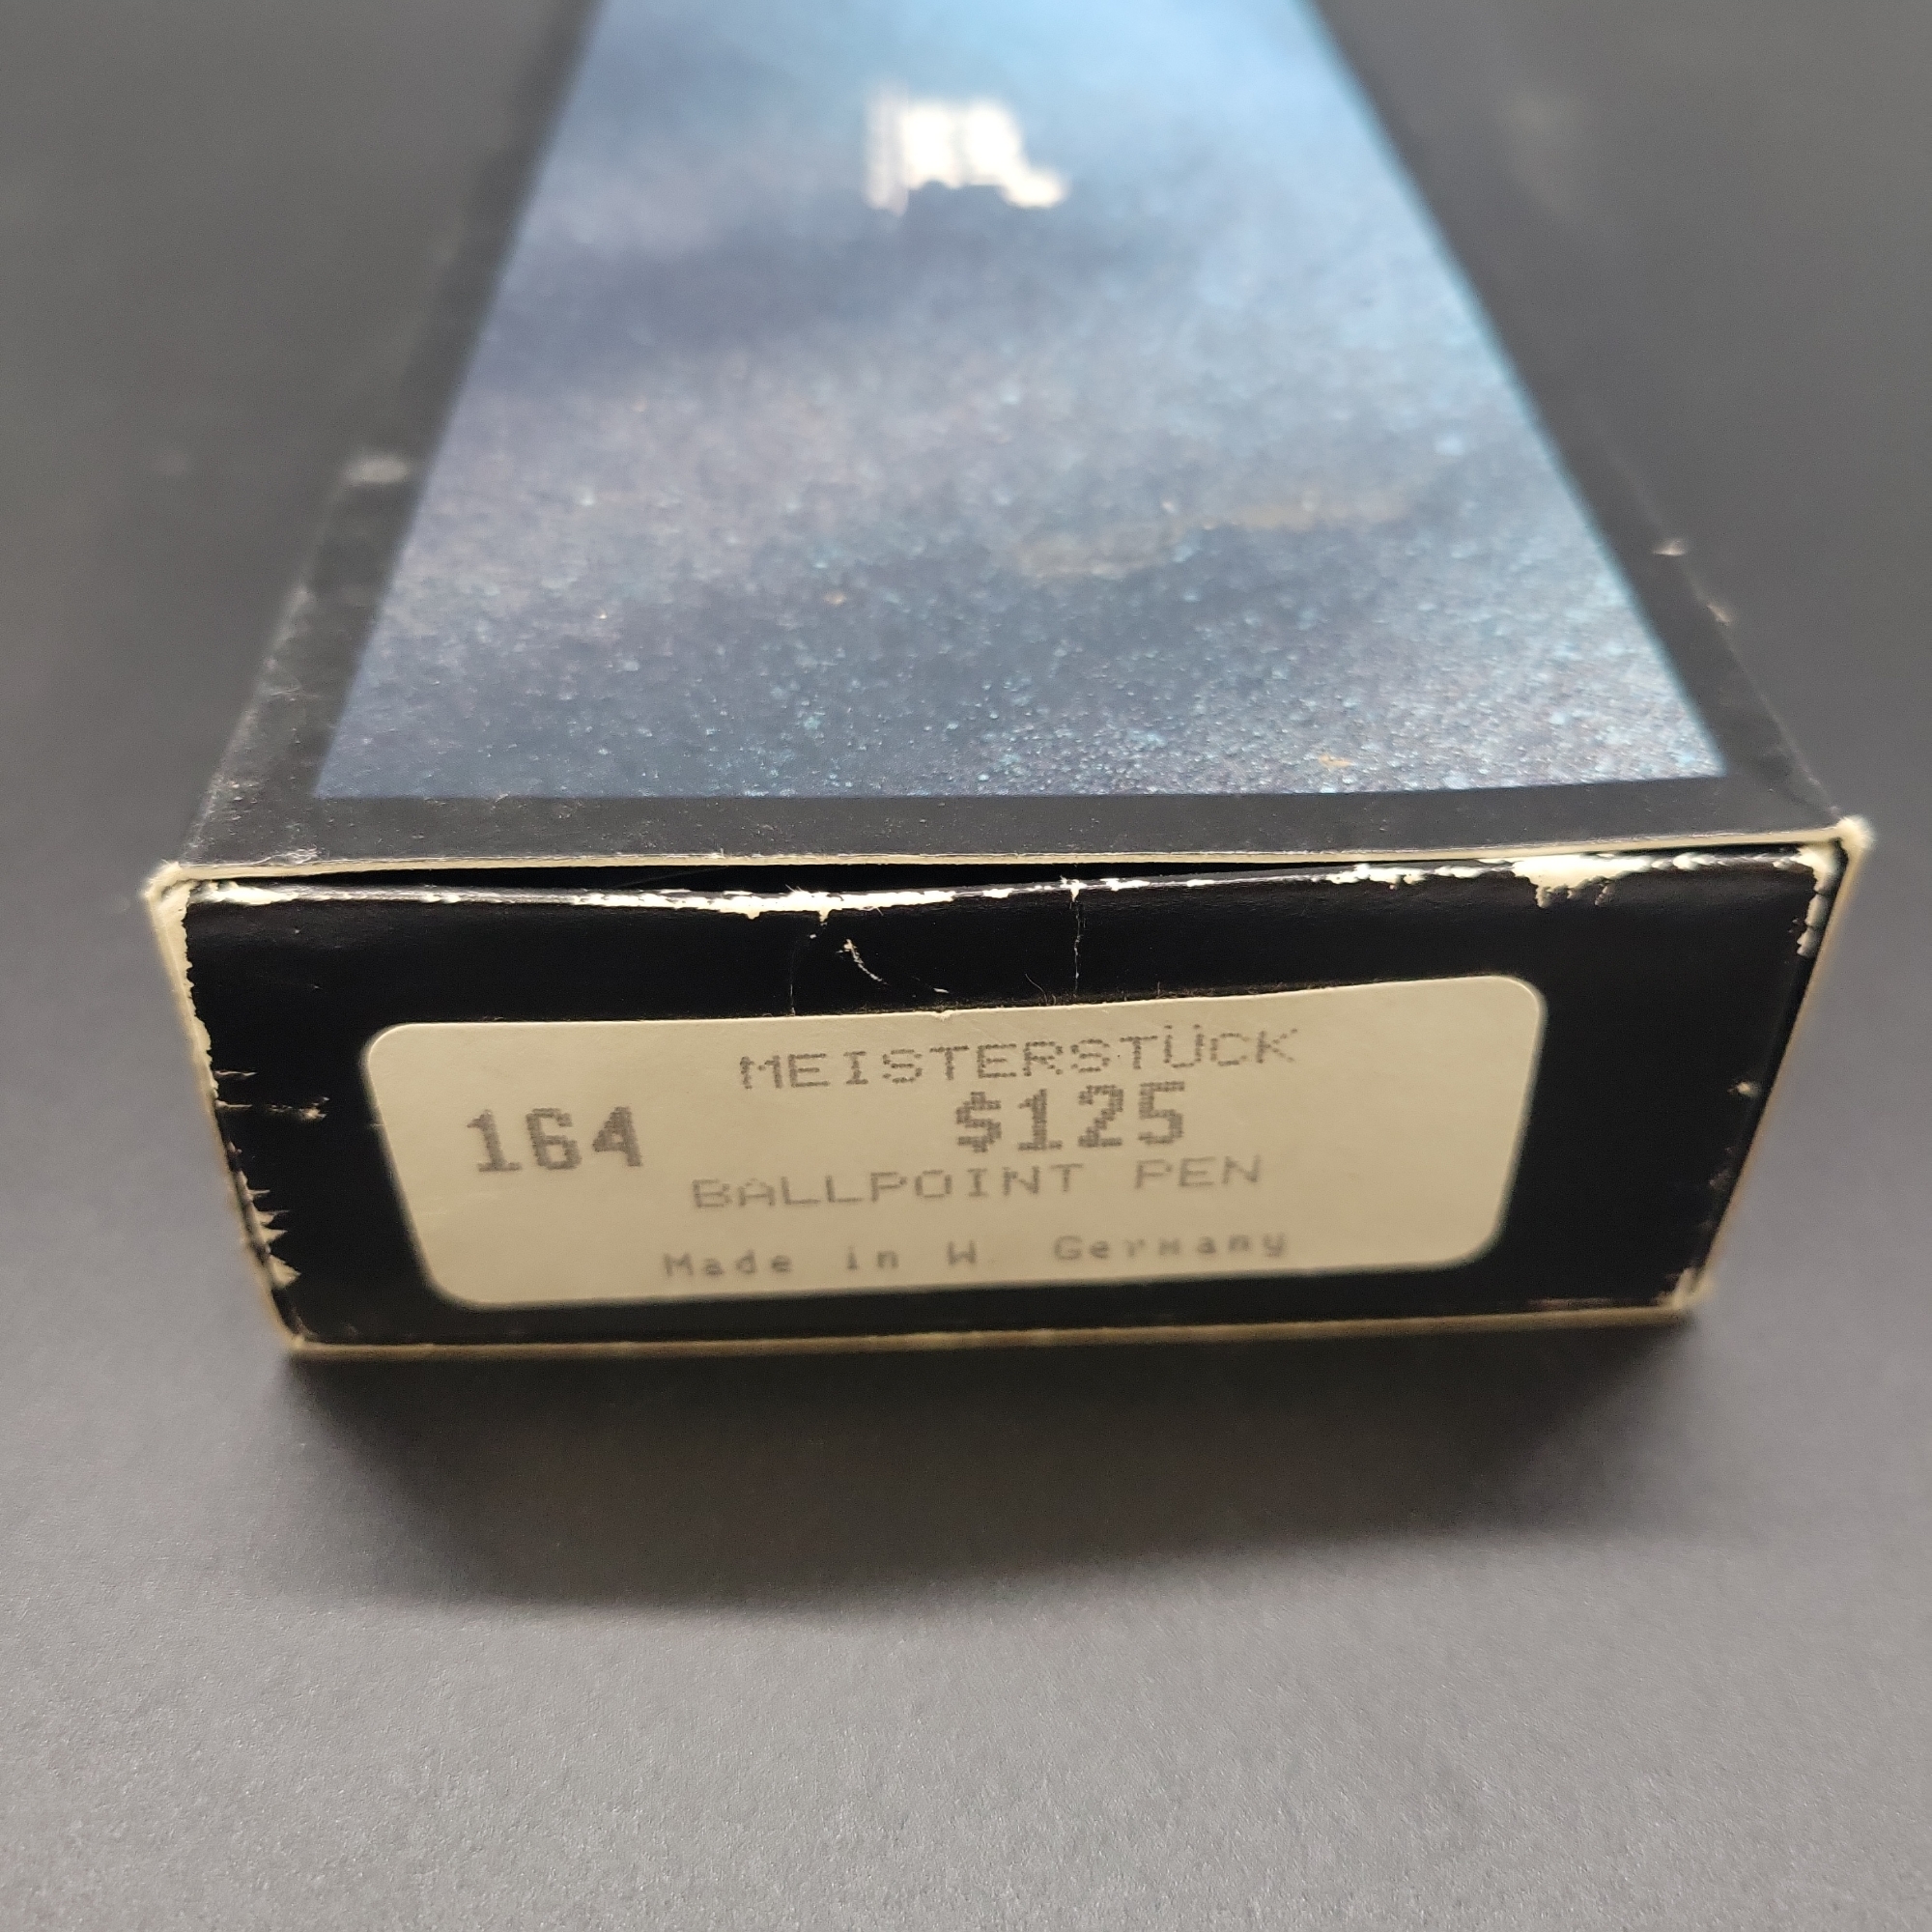 MEISTERSTÜCK
164 $125
BALLPOINT PEN
Made in W. Germany